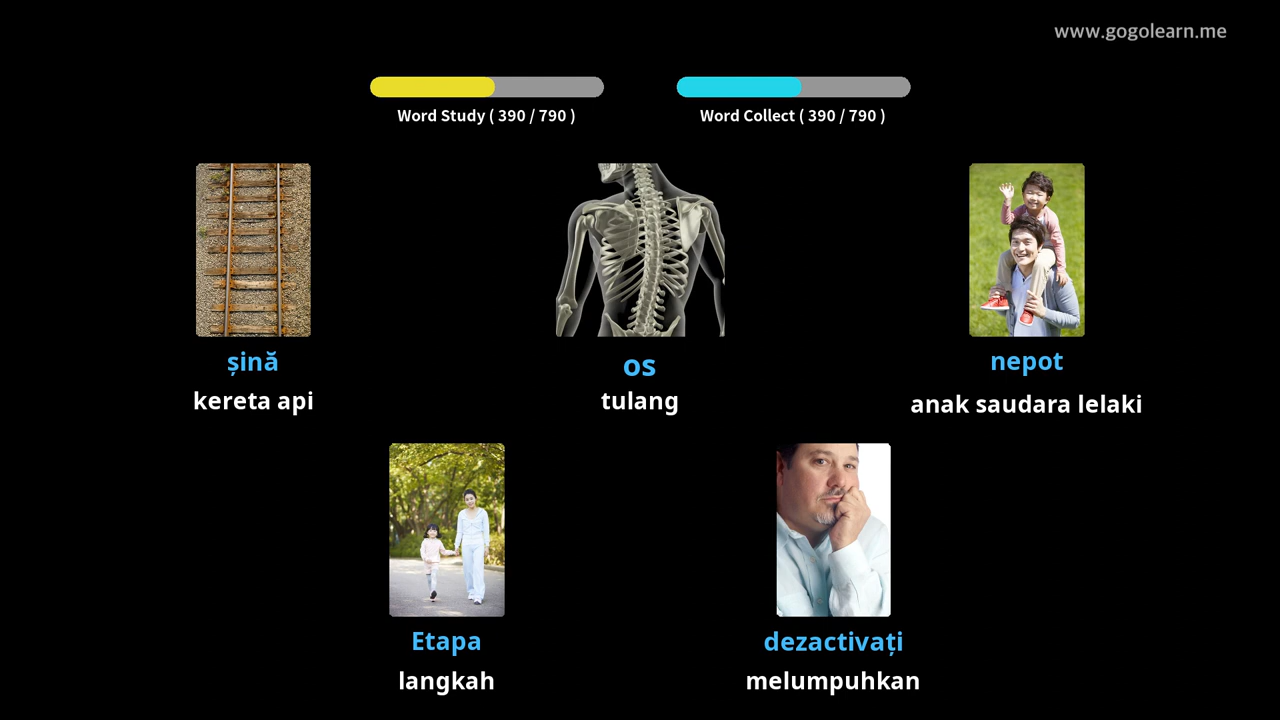 www.gogolearn.me
Word Study ( 390 / 790 )
Word Collect ( 390 / 790 )
șină
kereta api
os
tulang
nepot
anak saudara lelaki
Etapa
langkah
dezactivați
melumpuhkan